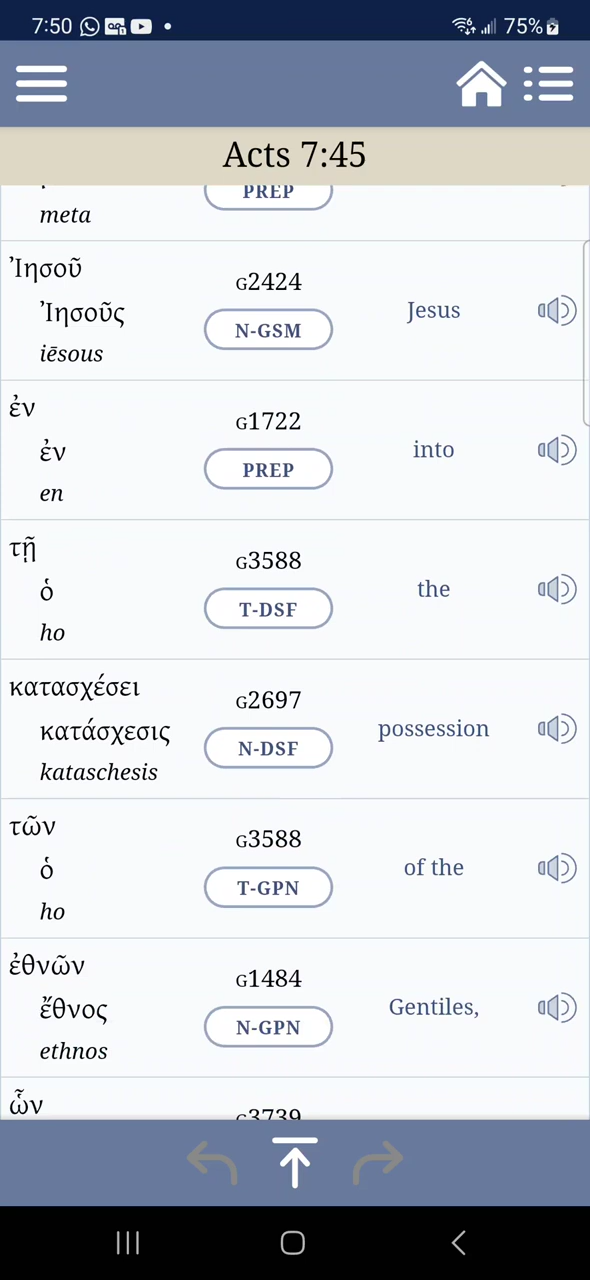 7:50
75%
Acts 7:45
PREP
meta
Ἰησοῦ
G2424
Ἰησοῦς
N-GSM
Jesus
iēsous
ἐν
G1722
ἐν
PREP
into
en
τῇ
G3588
ὁ
T-DSF
the
ho
κατασχέσει
G2697
κατάσχεσις
N-DSF
possession
kataschesis
τῶν
G3588
ὁ
T-GPN
of the
ho
ἐθνῶν
G1484
ἔθνος
N-GPN
Gentiles,
ethnos
ὧν
G3739